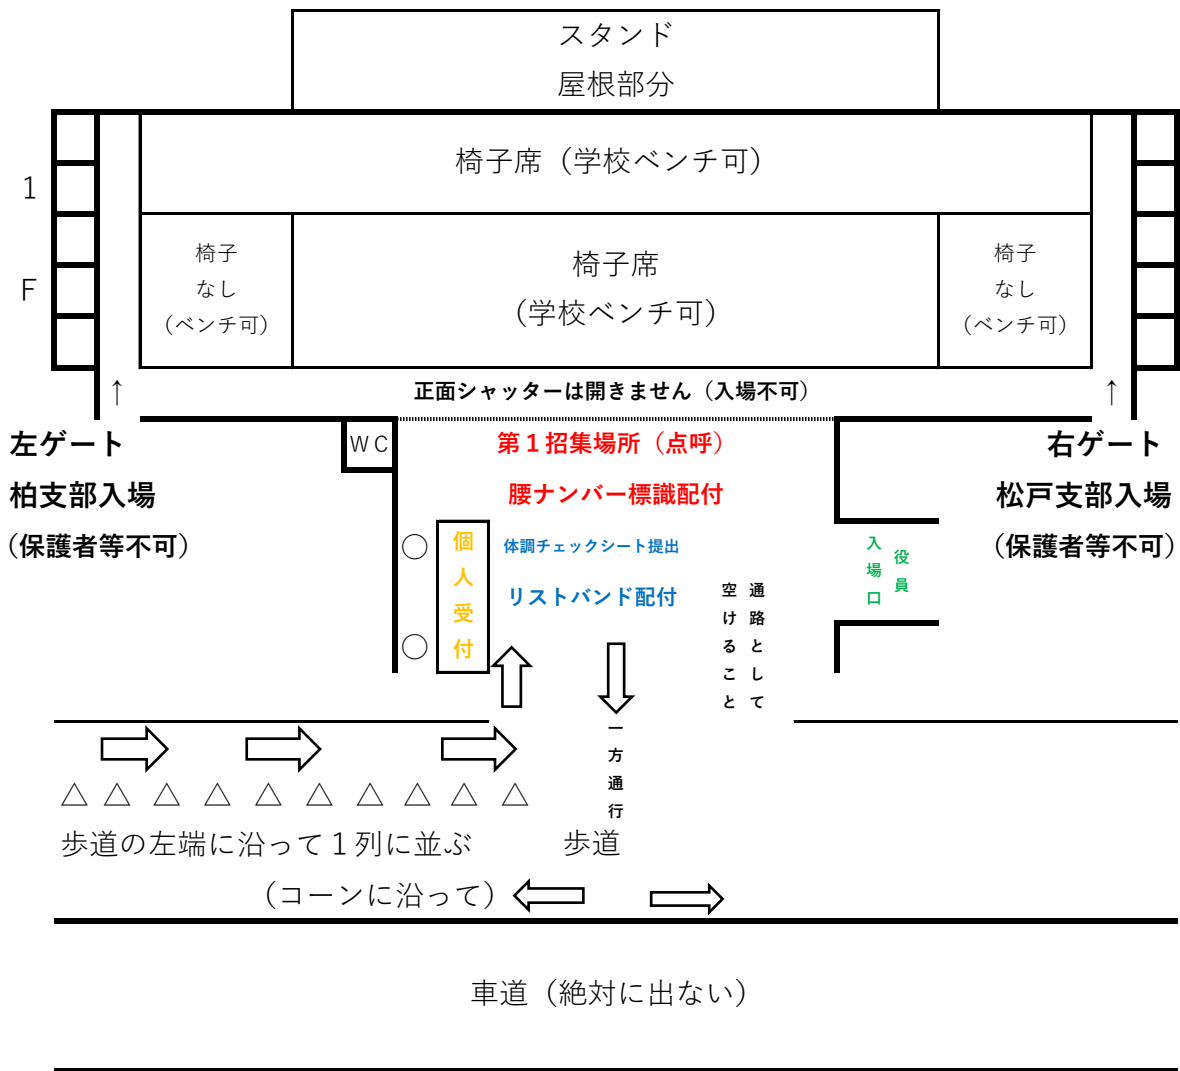 スタンド
屋根部分
椅子席（学校ベンチ可）
1
F
椅子
なし
（ベンチ可）
椅子席
（学校ベンチ可）
椅子
なし
（ベンチ可）
↑
正面シャッターは開きません（入場不可）
↑
左ゲート
柏支部入場
（保護者等不可）
ＷＣ
第１招集場所（点呼）
腰ナンバー標識配付
右ゲート
松戸支部入場
（保護者等不可）
○
○
個人受付
体調チェックシート提出
リストバンド配付
通路として
空けること
役員
入場口
一方通行
△ △ △ △ △ △ △ △ △ △
歩道の左端に沿って１列に並ぶ
歩道
（コーンに沿って）
車道（絶対に出ない）